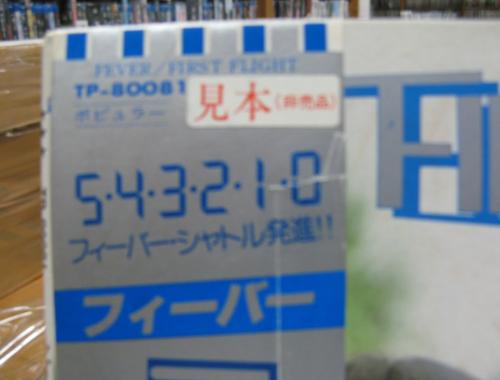 FEVER/FIRST FLIGHT
TP-80081
見本(非売品)
ポピュラー
5·4·3·2·1·0
フィーバー・シャトル発進!!
フィーバー